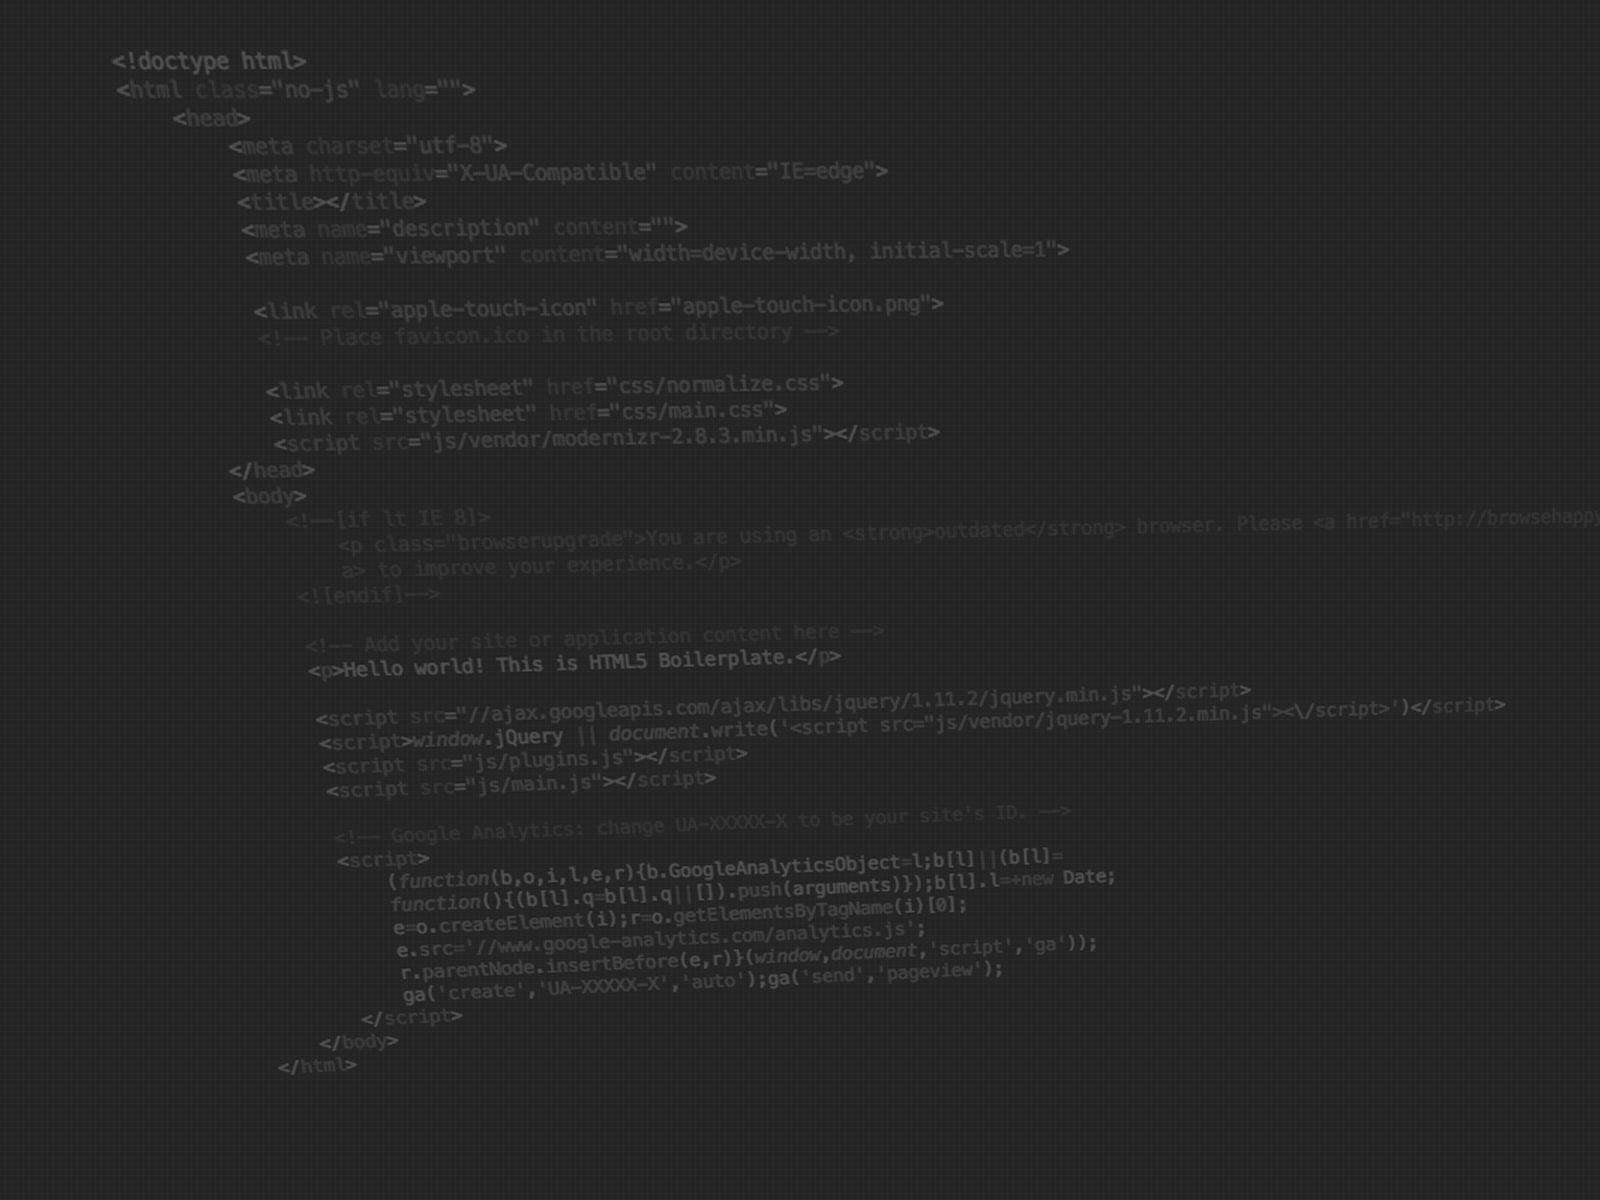 <!doctype html>
<html class="no-js" lang="">
<head>
<meta charset="utf-8">
<meta http-equiv="X-UA-Compatible" content="IE=edge">
<title></title>
<meta name="description" content="">
<meta name="viewport" content="width=device-width, initial-scale=1">
<link rel="apple-touch-icon" href="apple-touch-icon.png">
<!-- Place favicon.ico in the root directory -->
<link rel="stylesheet" href="css/normalize.css">
<link rel="stylesheet" href="css/main.css">
<script src="js/vendor/modernizr-2.8.3.min.js"></script>
</head>
<body>
<!--[if lt IE 8]>
<p class="browserupgrade">You are using an <strong>outdated</strong> browser. Please <a href="http://browsehappy
a> to improve your experience.</p>
<![endif]-->
<!-- Add your site or application content here -->
<p>Hello world! This is HTML5 Boilerplate.</p>
<script src="//ajax.googleapis.com/ajax/libs/jquery/1.11.2/jquery.min.js"></script>
<script>window.jQuery || document.write('<script src="js/vendor/jquery-1.11.2.min.js"><\/script>')</script>
<script src="js/plugins.js"></script>
<script src="js/main.js"></script>
<!-- Google Analytics: change UA-XXXXX-X to be your site's ID. -->
<script>
(function(b,o,i,l,e,r){b.GoogleAnalyticsObject=l;b[l]||(b[l]=
function(){(b[l].q=b[l].q||[]).push(arguments)});b[l].l=+new Date;
e=o.createElement(i);r=o.getElementsByTagName(i)[0];
e.src='//www.google-analytics.com/analytics.js';
r.parentNode.insertBefore(e,r)}(window,document,'script','ga'));
ga('create','UA-XXXXX-X','auto');ga('send','pageview');
</script>
</body>
</html>